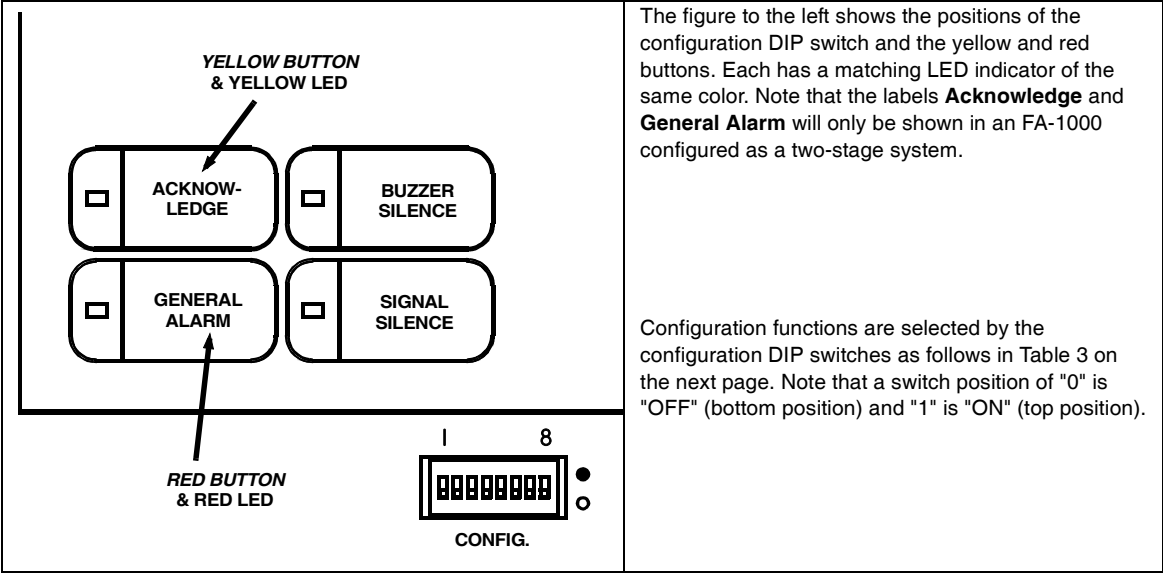 YELLOW BUTTON
& YELLOW LED
ACKNOW-
LEDGE
BUZZER
SILENCE
GENERAL
ALARM
SIGNAL
SILENCE
RED BUTTON
& RED LED
I 8
CONFIG.
The figure to the left shows the positions of the
configuration DIP switch and the yellow and red
buttons. Each has a matching LED indicator of the
same color. Note that the labels Acknowledge and
General Alarm will only be shown in an FA-1000
configured as a two-stage system.
Configuration functions are selected by the
configuration DIP switches as follows in Table 3 on
the next page. Note that a switch position of "0" is
"OFF" (bottom position) and "1" is "ON" (top position).